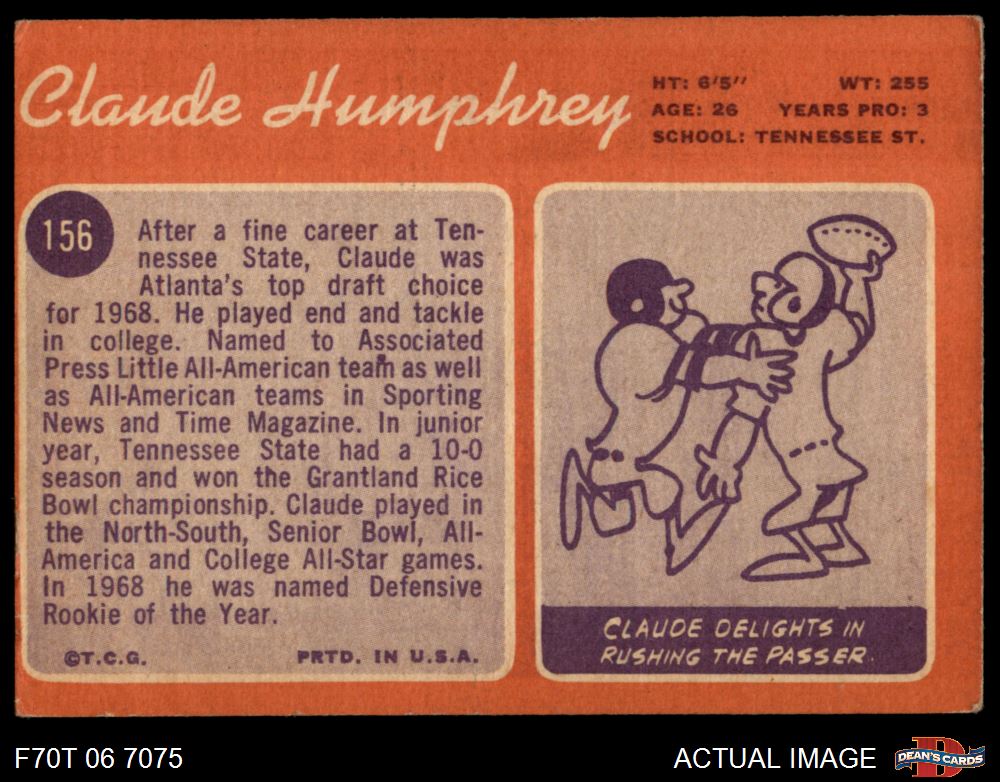 Claude Humphrey
HT: 6'5" WT: 255
AGE: 26 YEARS PRO: 3
SCHOOL: TENNESSEE ST.
156
After a fine career at Ten-
nessee State, Claude was
Atlanta's top draft choice
for 1968. He played end and tackle
in college. Named to Associated
Press Little All-American team as well
as All-American teams in Sporting
News and Time Magazine. In junior
year, Tennessee State had a 10-0
season and won the Grantland Rice
Bowl championship. Claude played in
the North-South, Senior Bowl, All-
America and College All-Star games.
In 1968 he was named Defensive
Rookie of the Year.
©T.C.G. PRTD. IN U.S.A.
CLAUDE DELIGHTS IN
RUSHING THE PASSER.
F70T 06 7075
ACTUAL IMAGE
D
DEAN'S CARDS